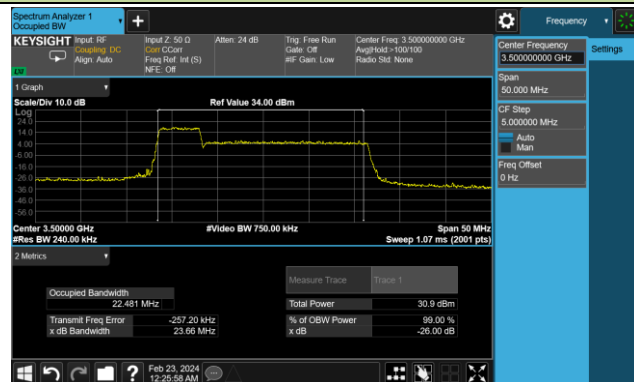 Spectrum Analyzer 1
Occupied BW
Frequency
KEYSIGHT
Input: RF
Coupling: DC
Align: Auto
Input Z: 50 Ω
Corr CCorr
Freq Ref: Int (S)
NFE: Off
Atten: 24 dB
Trig: Free Run
Gate: Off
#IF Gain: Low
Center Freq: 3.500000000 GHz
Avg|Hold:>100/100
Radio Std: None
Center Frequency
3.500000000 GHz
Settings
Span
50.000 MHz
CF Step
5.000000 MHz
Auto
Man
Freq Offset
0 Hz
1 Graph
Scale/Div 10.0 dB
Ref Value 34.00 dBm
Log
24.0
14.0
4.00
-6.00
-16.0
-26.0
-36.0
-46.0
-56.0
Center 3.50000 GHz
#Video BW 750.00 kHz
Span 50 MHz
#Res BW 240.00 kHz
Sweep 1.07 ms (2001 pts)
2 Metrics
Measure Trace
Trace 1
Occupied Bandwidth
22.481 MHz
Total Power
30.9 dBm
Transmit Freq Error
-257.20 kHz
% of OBW Power
99.00 %
x dB Bandwidth
23.66 MHz
x dB
-26.00 dB
?
Feb 23, 2024
12:25:58 AM